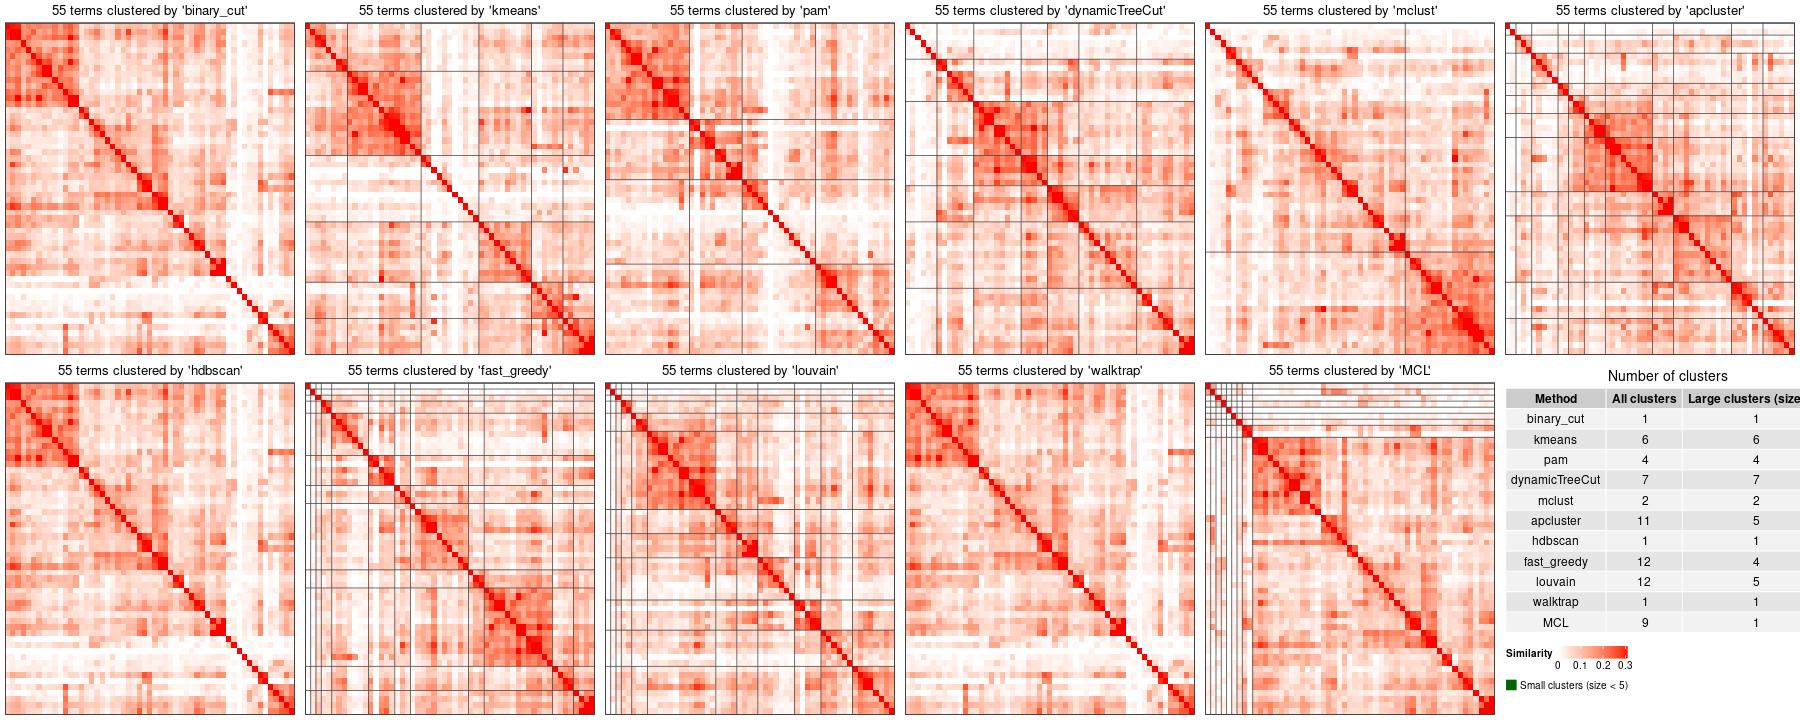 55 terms clustered by 'binary_cut'
55 terms clustered by 'kmeans'
55 terms clustered by 'pam'
55 terms clustered by 'dynamicTreeCut'
55 terms clustered by 'mclust'
55 terms clustered by 'apcluster'
55 terms clustered by 'hdbscan'
55 terms clustered by 'fast_greedy'
55 terms clustered by 'louvain'
55 terms clustered by 'walktrap'
55 terms clustered by 'MCL'
Number of clusters
Method All clusters Large clusters (size
binary_cut 1 1
kmeans 6 6
pam 4 4
dynamicTreeCut 7 7
mclust 2 2
apcluster 11 5
hdbscan 1 1
fast_greedy 12 4
louvain 12 5
walktrap 1 1
MCL 9 1
Similarity
0 0.1 0.2 0.3
Small clusters (size < 5)